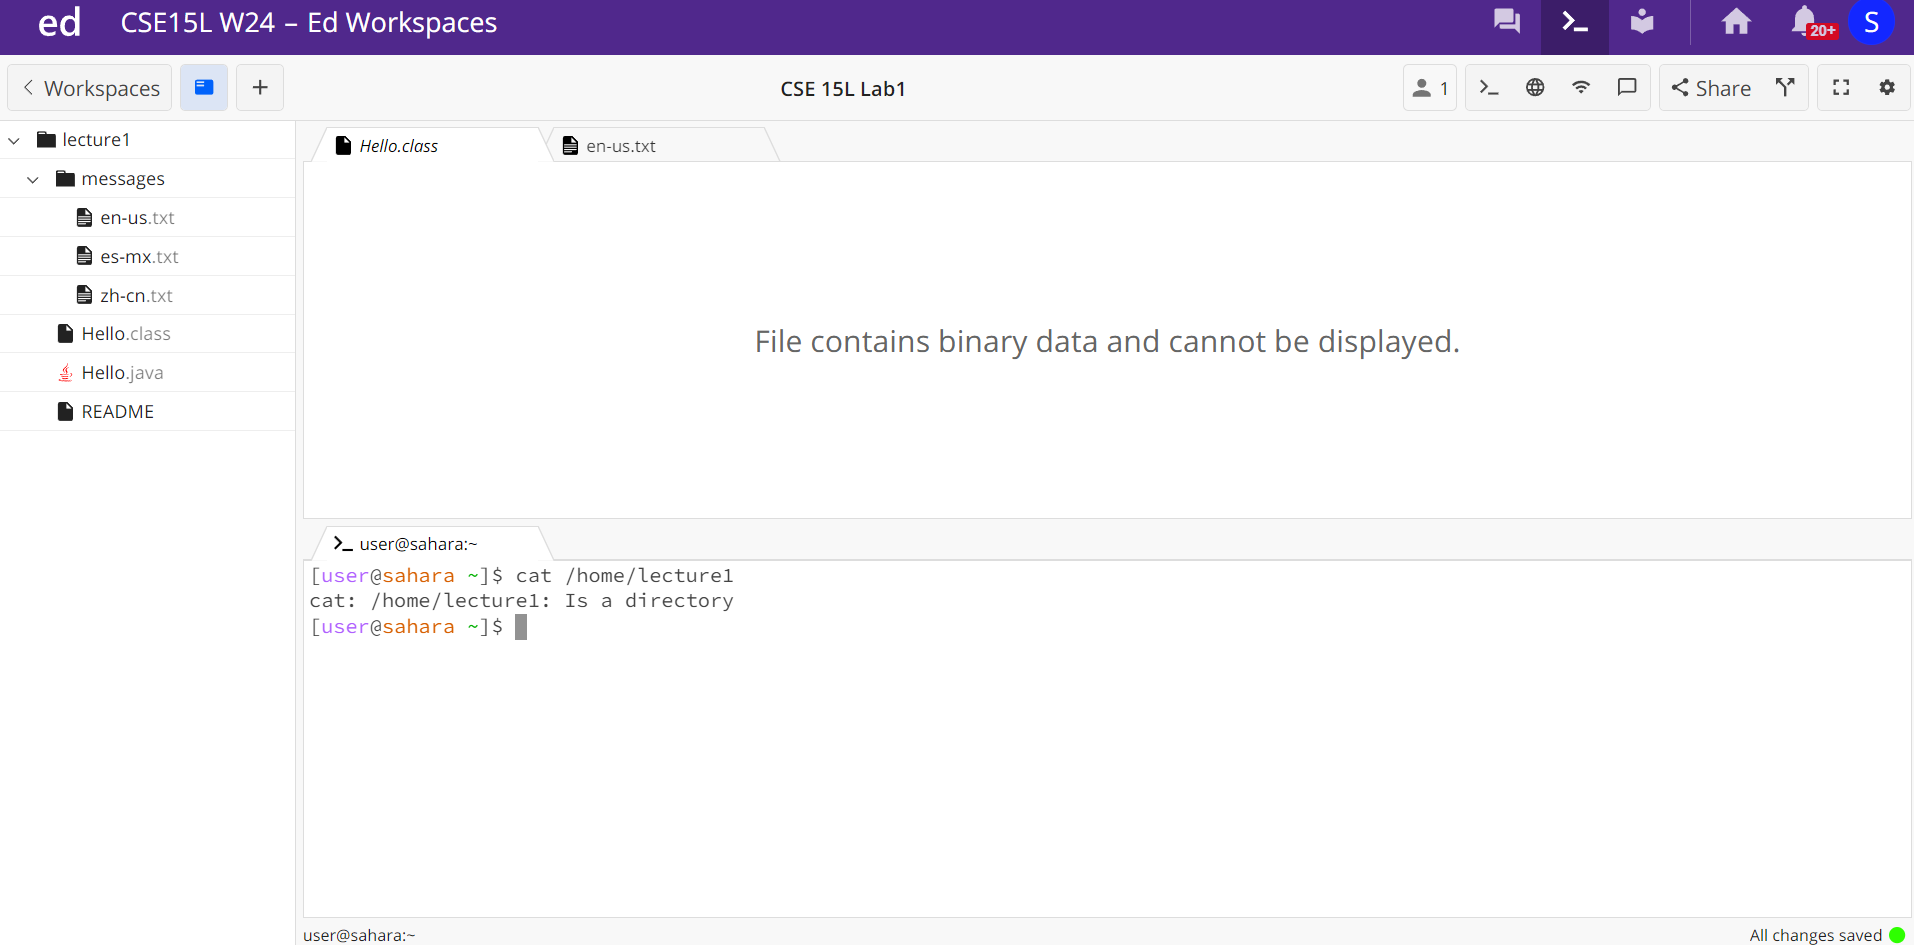 ed CSE15L W24 – Ed Workspaces 20+ S
Workspaces + CSE 15L Lab1 1 Share
lecture1
messages
en-us.txt
es-mx.txt
zh-cn.txt
Hello.class
Hello.java
README
Hello.class en-us.txt
File contains binary data and cannot be displayed.
user@sahara:~
[user@sahara ~]$ cat /home/lecture1
cat: /home/lecture1: Is a directory
[user@sahara ~]$
user@sahara:~ All changes saved